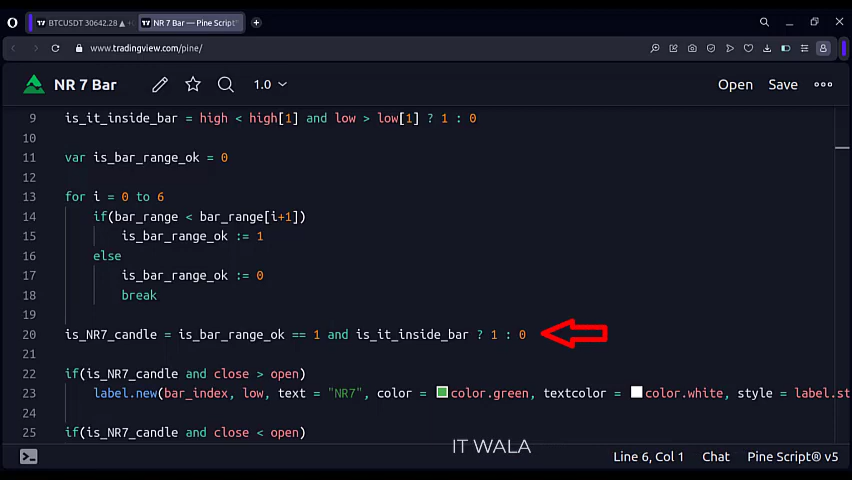 BTCUSDT 30642.28
NR 7 Bar — Pine Script
www.tradingview.com/pine/
NR 7 Bar
1.0
Open
Save
9 is_it_inside_bar = high < high[1] and low > low[1] ? 1 : 0
10
11 var is_bar_range_ok = 0
12
13 for i = 0 to 6
14 if(bar_range < bar_range[i+1])
15 is_bar_range_ok := 1
16 else
17 is_bar_range_ok := 0
18 break
19
20 is_NR7_candle = is_bar_range_ok == 1 and is_it_inside_bar ? 1 : 0
21
22 if(is_NR7_candle and close > open)
23 label.new(bar_index, low, text = "NR7", color = color.green, textcolor = color.white, style = label.st
24
25 if(is_NR7_candle and close < open)
IT WALA
Line 6, Col 1
Chat
Pine Script® v5